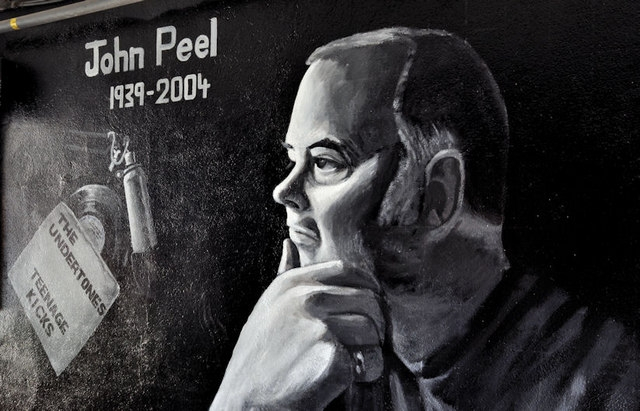 John Peel
1939-2004
THE
UNDERTONES
TEENAGE
KICKS